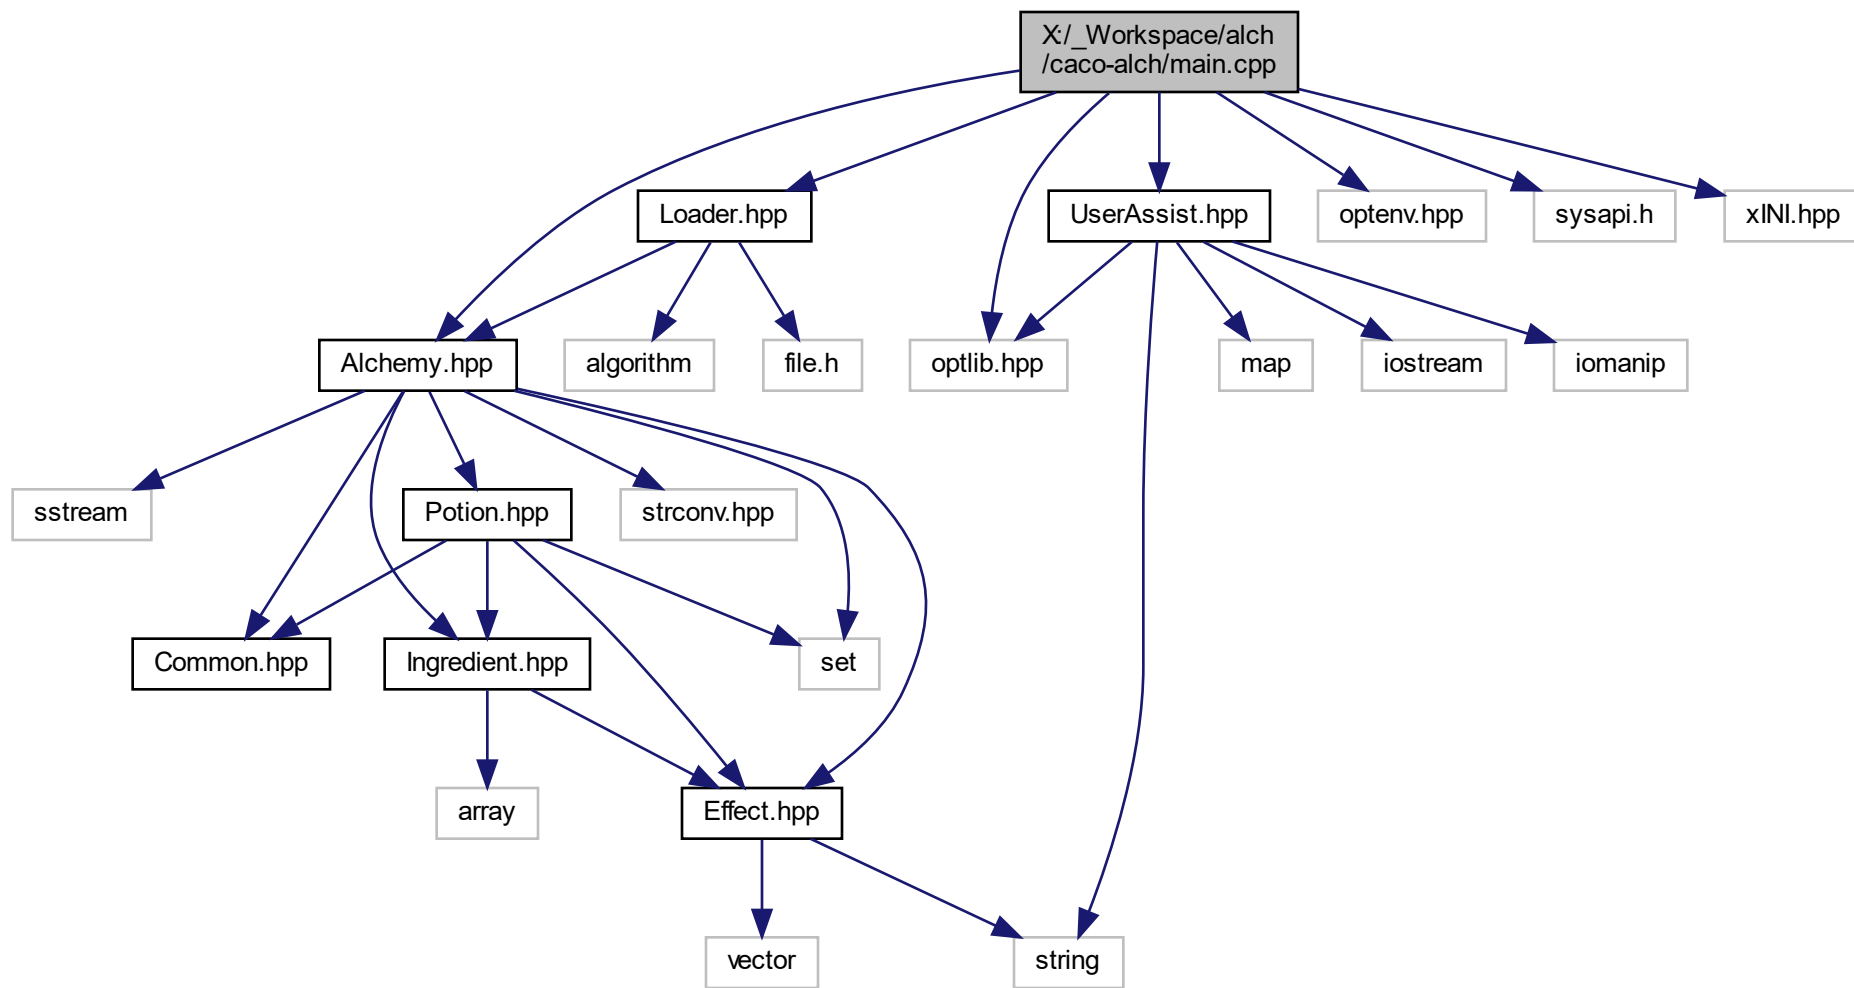 X:/_Workspace/alch
/caco-alch/main.cpp
Loader.hpp
UserAssist.hpp
optenv.hpp
sysapi.h
xINI.hpp
Alchemy.hpp
algorithm
file.h
optlib.hpp
map
iostream
iomanip
sstream
Potion.hpp
strconv.hpp
Common.hpp
Ingredient.hpp
set
array
Effect.hpp
vector
string